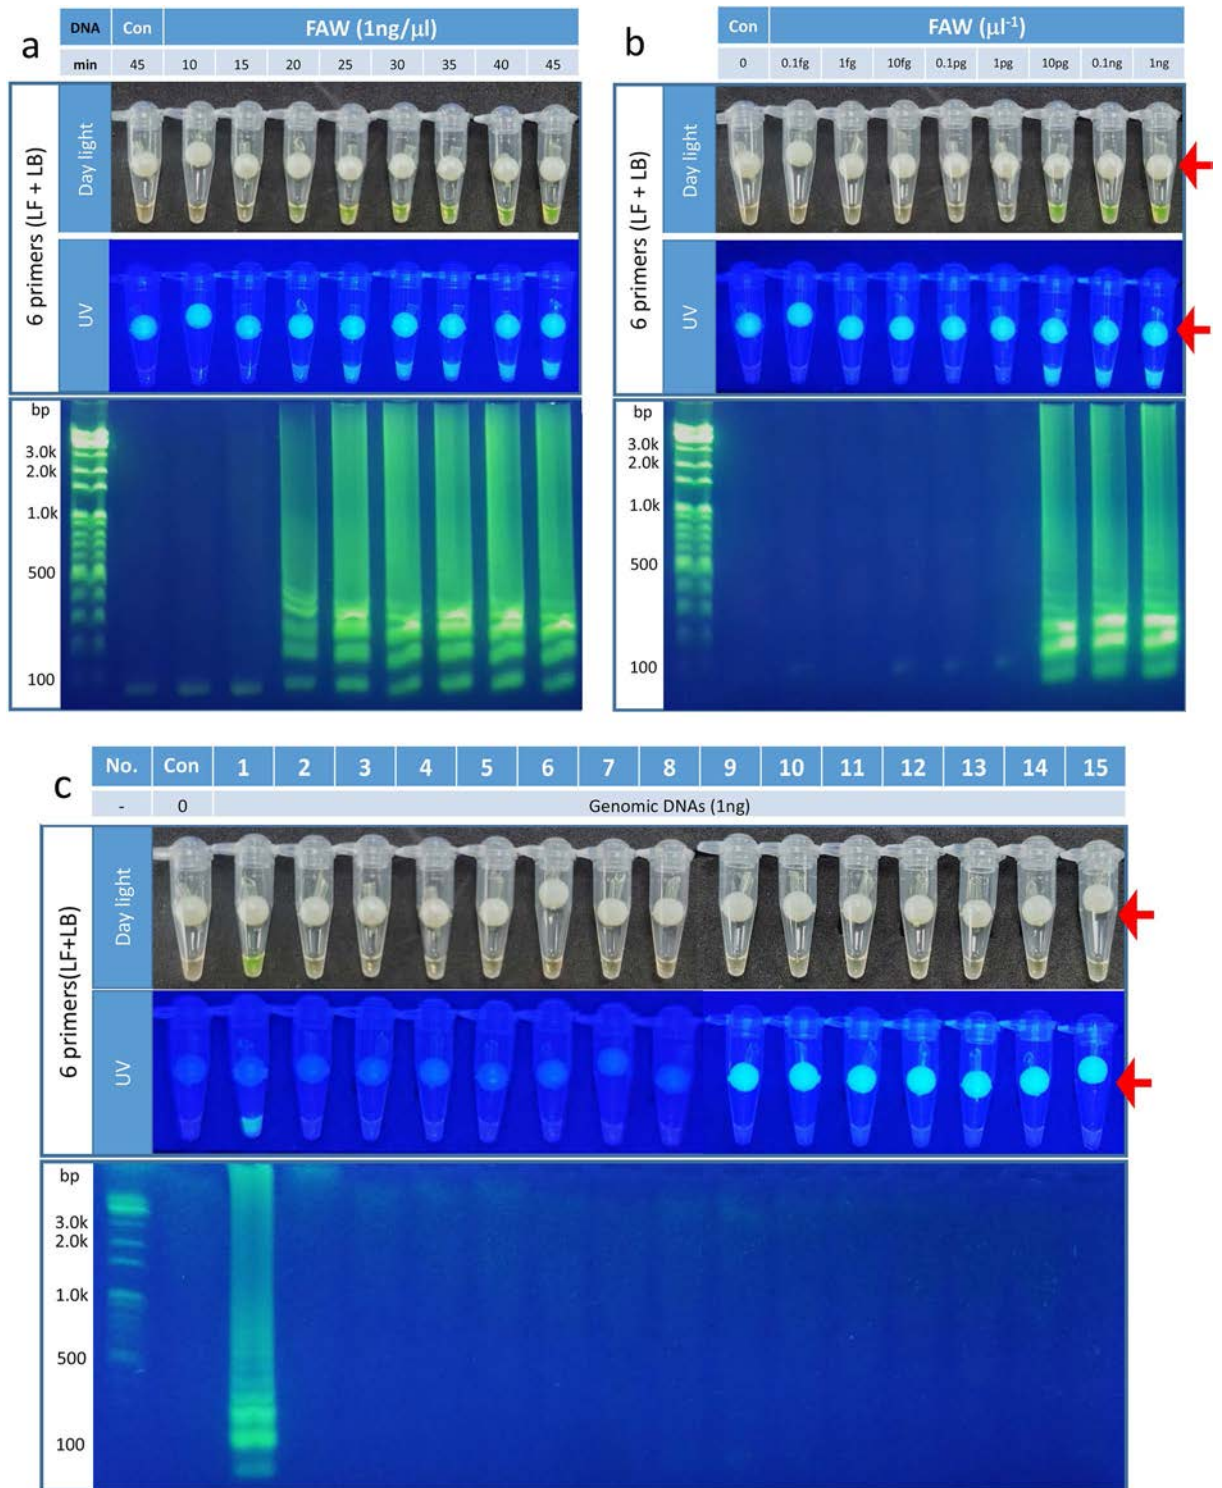 a
DNA Con FAW (1ng/μl)
min 45 10 15 20 25 30 35 40 45
6 primers (LF + LB)
Day light
UV
bp
3.0k
2.0k
1.0k
500
100
b
Con FAW (μl⁻¹)
0 0.1fg 1fg 10fg 0.1pg 1pg 10pg 0.1ng 1ng
6 primers (LF + LB)
Day light
UV
bp
3.0k
2.0k
1.0k
500
100
c
No. Con 1 2 3 4 5 6 7 8 9 10 11 12 13 14 15
- 0 Genomic DNAs (1ng)
6 primers(LF+LB)
Day light
UV
bp
3.0k
2.0k
1.0k
500
100